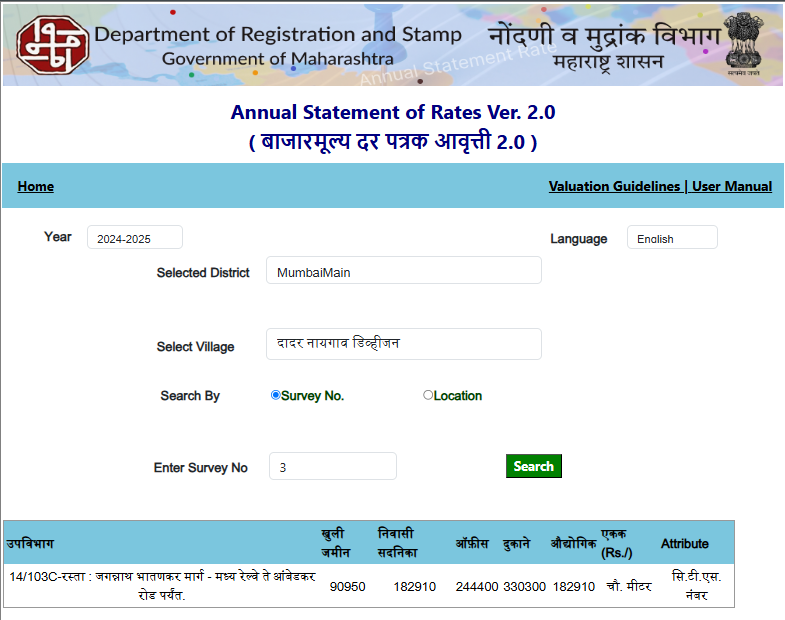 Department of Registration and Stamp
Government of Maharashtra
नोंदणी व मुद्रांक विभाग
महाराष्ट्र शासन
Annual Statement Rate
Annual Statement of Rates Ver. 2.0
( बाजारमूल्य दर पत्रक आवृत्ती 2.0 )
Home
Valuation Guidelines | User Manual
Year 2024-2025
Language English
Selected District MumbaiMain
Select Village दादर नायगाव डिव्हीजन
Search By Survey No. Location
Enter Survey No 3 Search
उपविभाग खुली जमीन निवासी सदनिका ऑफ़ीस दुकाने औद्योगिक एकक (Rs./) Attribute
14/103C-रस्ता : जगन्नाथ भातणकर मार्ग - मध्य रेल्वे ते आंबेडकर रोड पर्यंत. 90950 182910 244400 330300 182910 चौ. मीटर सि.टी.एस. नंबर